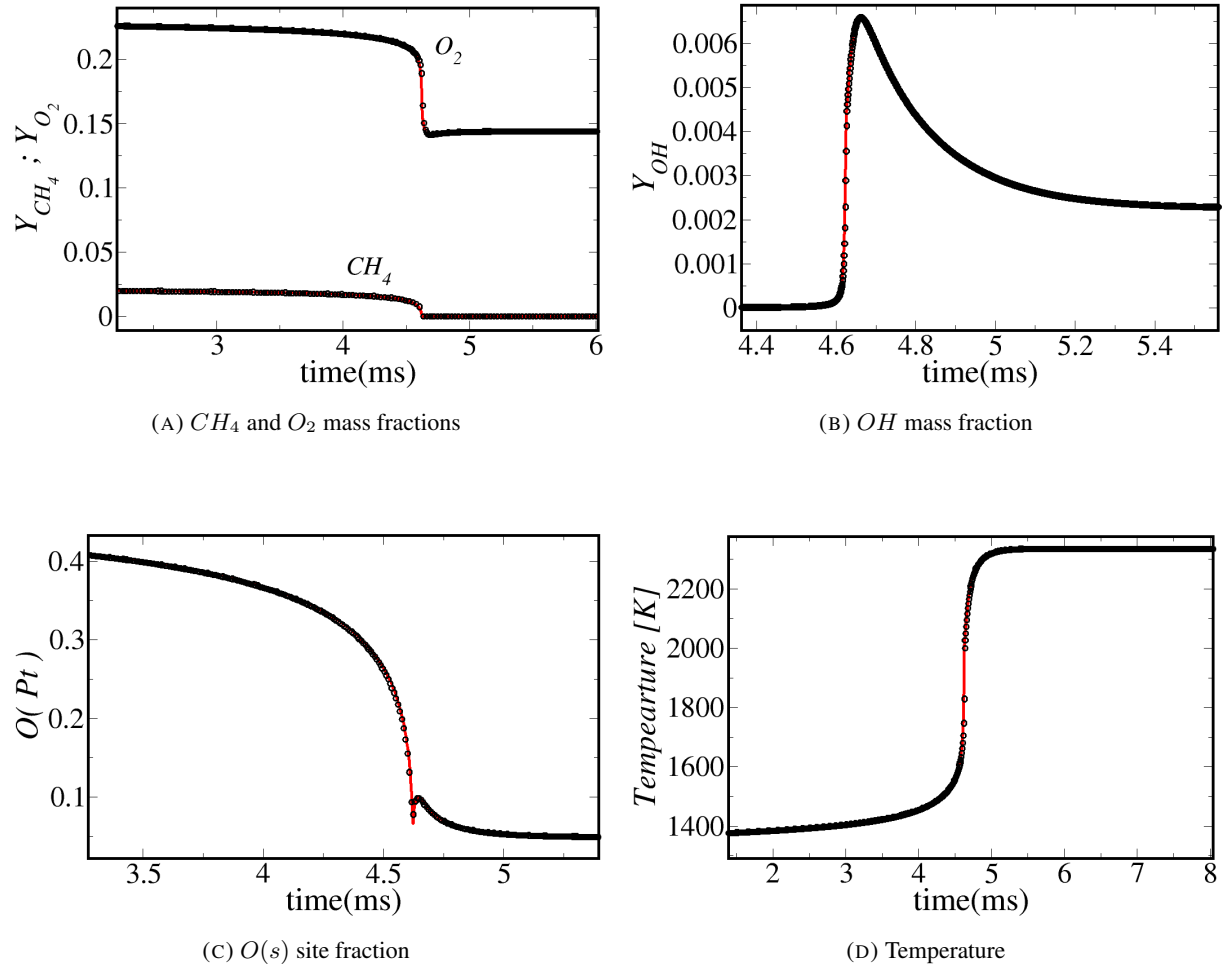 0.2
0.15
0.1
0.05
0
O2
CH4
Y_CH4 ; Y_O2
3 4 5 6
time(ms)
(A) CH4 and O2 mass fractions
0.006
0.005
0.004
0.003
0.002
0.001
0
Y_OH
4.4 4.6 4.8 5 5.2 5.4
time(ms)
(B) OH mass fraction
0.4
0.3
0.2
0.1
O( Pt )
3.5 4 4.5 5
time(ms)
(C) O(s) site fraction
2200
2000
1800
1600
1400
Tempearture [K]
2 3 4 5 6 7 8
time(ms)
(D) Temperature